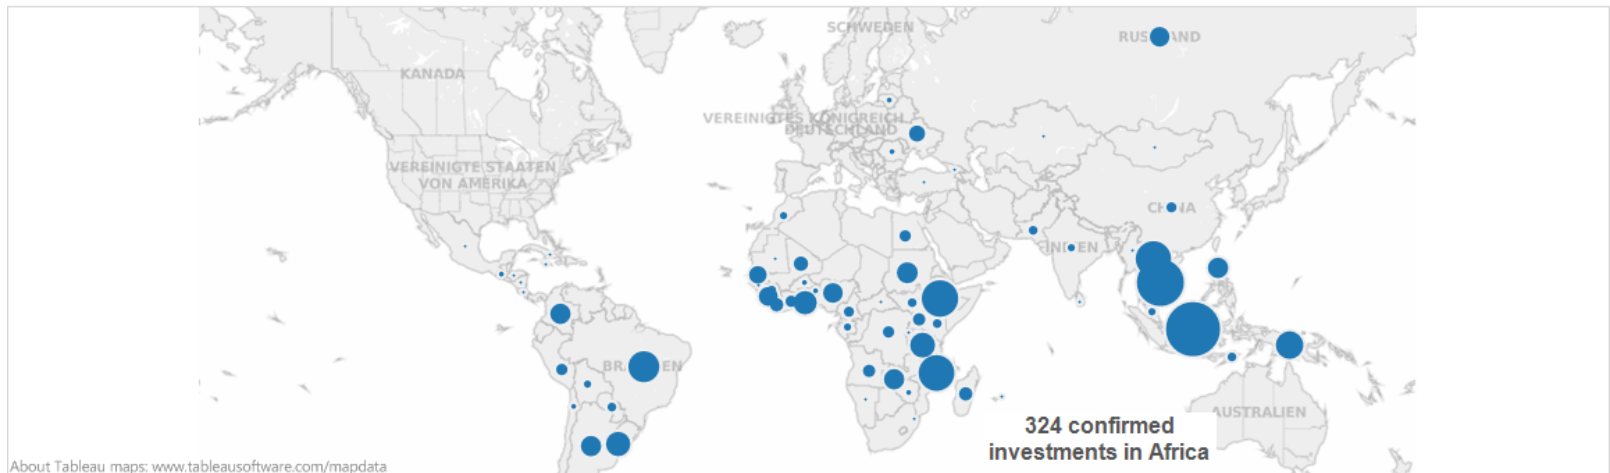 SCHWEDEN
RUSLAND
KANADA
VEREINIGTES KÖNIGREICH
DEUTSCHLAND
VEREINIGTE STAATEN
VON AMERIKA
CHINA
INDIEN
BRASILIEN
AUSTRALIEN
324 confirmed
investments in Africa
About Tableau maps: www.tableausoftware.com/mapdata